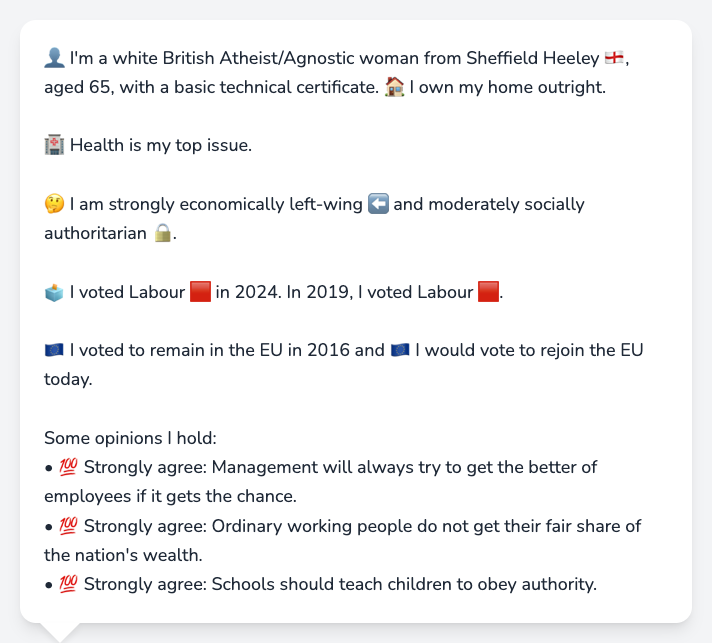 👤 I'm a white British Atheist/Agnostic woman from Sheffield Heeley 🏴󠁧󠁢󠁥󠁮󠁧󠁿,
aged 65, with a basic technical certificate. 🏠 I own my home outright.
🏥 Health is my top issue.
🤔 I am strongly economically left-wing ⬅️ and moderately socially
authoritarian 🔒.
🗳️ I voted Labour 🟥 in 2024. In 2019, I voted Labour 🟥.
🇪🇺 I voted to remain in the EU in 2016 and 🇪🇺 I would vote to rejoin the EU
today.
Some opinions I hold:
• 💯 Strongly agree: Management will always try to get the better of
employees if it gets the chance.
• 💯 Strongly agree: Ordinary working people do not get their fair share of
the nation's wealth.
• 💯 Strongly agree: Schools should teach children to obey authority.